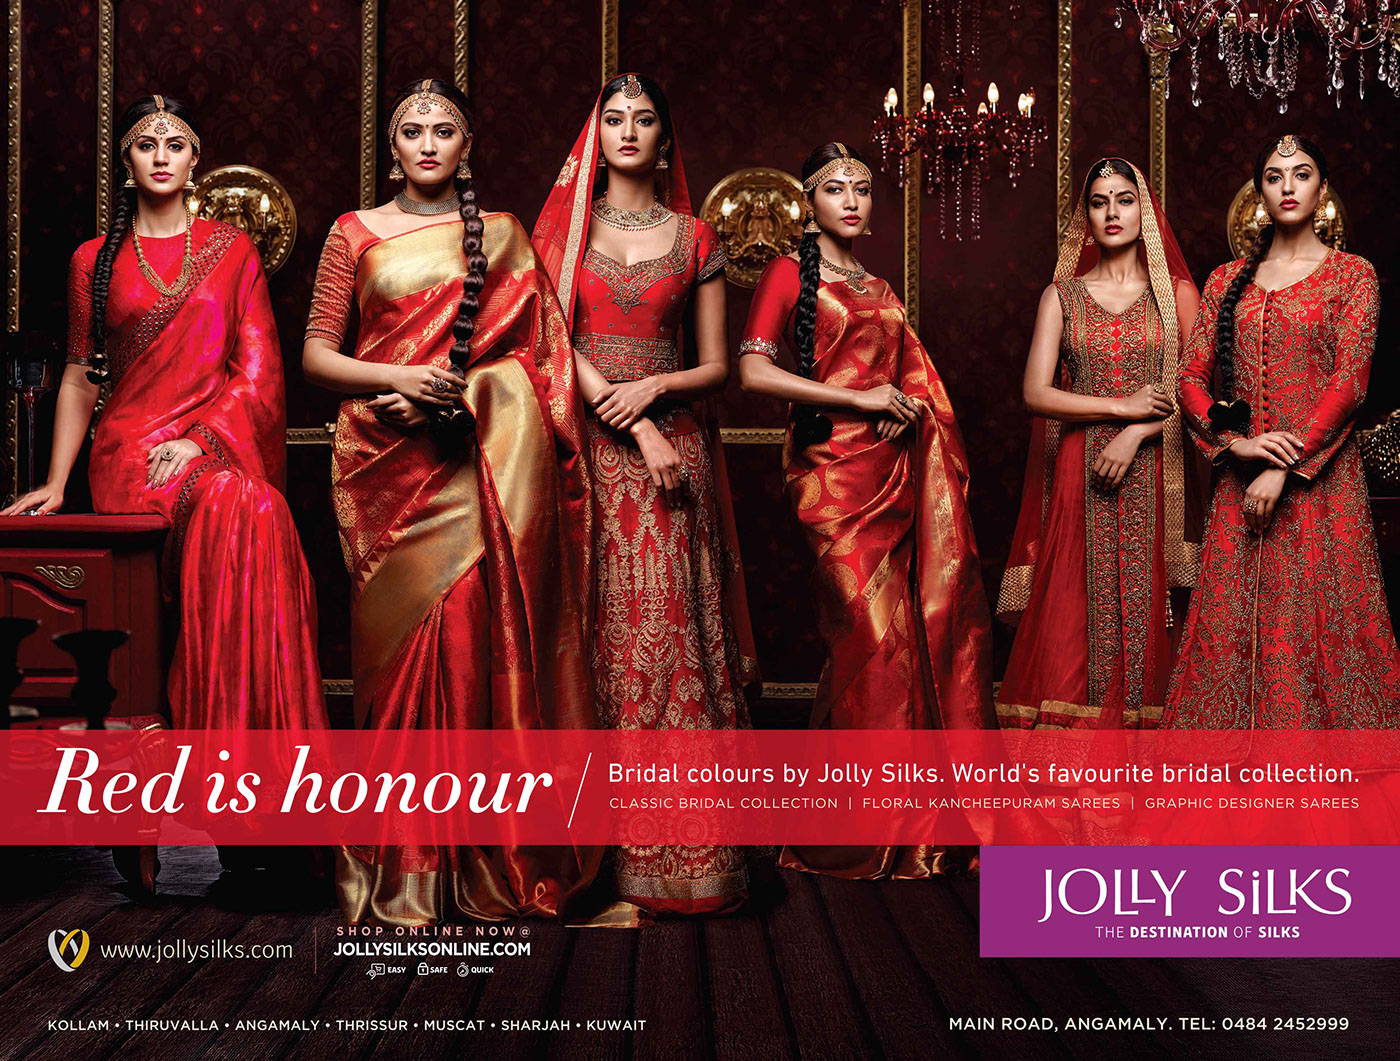 Red is honour
Bridal colours by Jolly Silks. World's favourite bridal collection.
CLASSIC BRIDAL COLLECTION | FLORAL KANCHEEPURAM SAREES | GRAPHIC DESIGNER SAREES
JOLLY SiLKS
THE DESTINATION OF SILKS
www.jollysilks.com
SHOP ONLINE NOW@
JOLLYSILKSONLINE.COM
EASY SAFE QUICK
KOLLAM • THIRUVALLA • ANGAMALY • THRISSUR • MUSCAT • SHARJAH • KUWAIT
MAIN ROAD, ANGAMALY. TEL: 0484 2452999